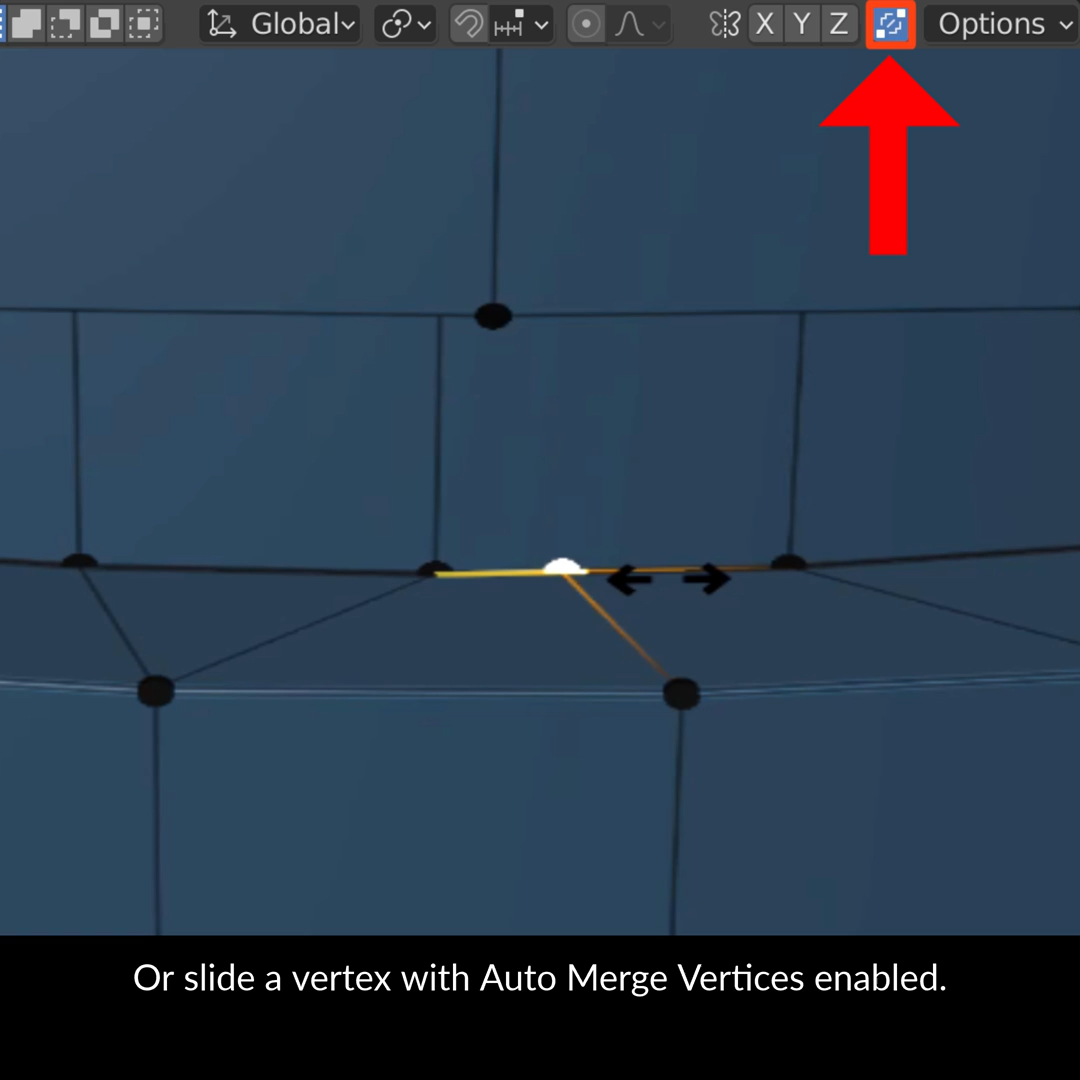 Global X Y Z Options
Or slide a vertex with Auto Merge Vertices enabled.